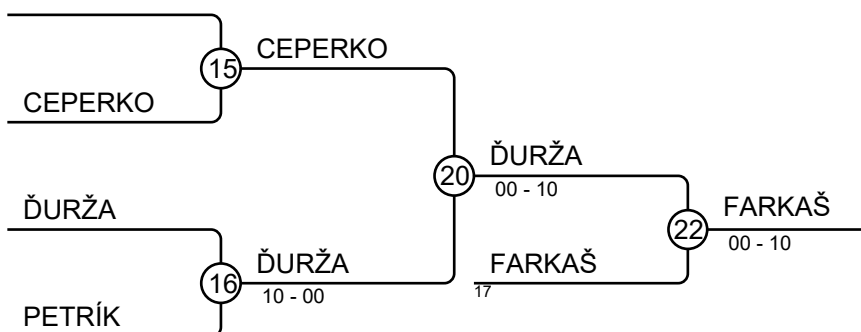 CEPERKO
15
CEPERKO
ĎURŽA
20
00 - 10
FARKAŠ
22
00 - 10
ĎURŽA
ĎURŽA
16
10 - 00
FARKAŠ
17
PETRÍK